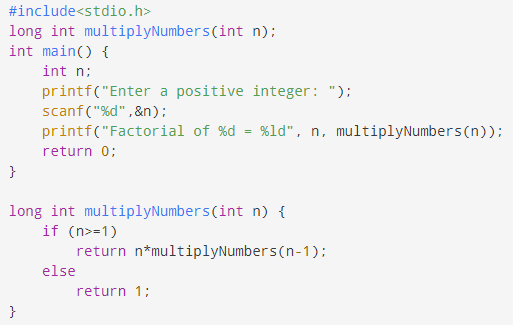 #include<stdio.h>
long int multiplyNumbers(int n);
int main() {
    int n;
    printf("Enter a positive integer: ");
    scanf("%d",&n);
    printf("Factorial of %d = %ld", n, multiplyNumbers(n));
    return 0;
}

long int multiplyNumbers(int n) {
    if (n>=1)
        return n*multiplyNumbers(n-1);
    else
        return 1;
}